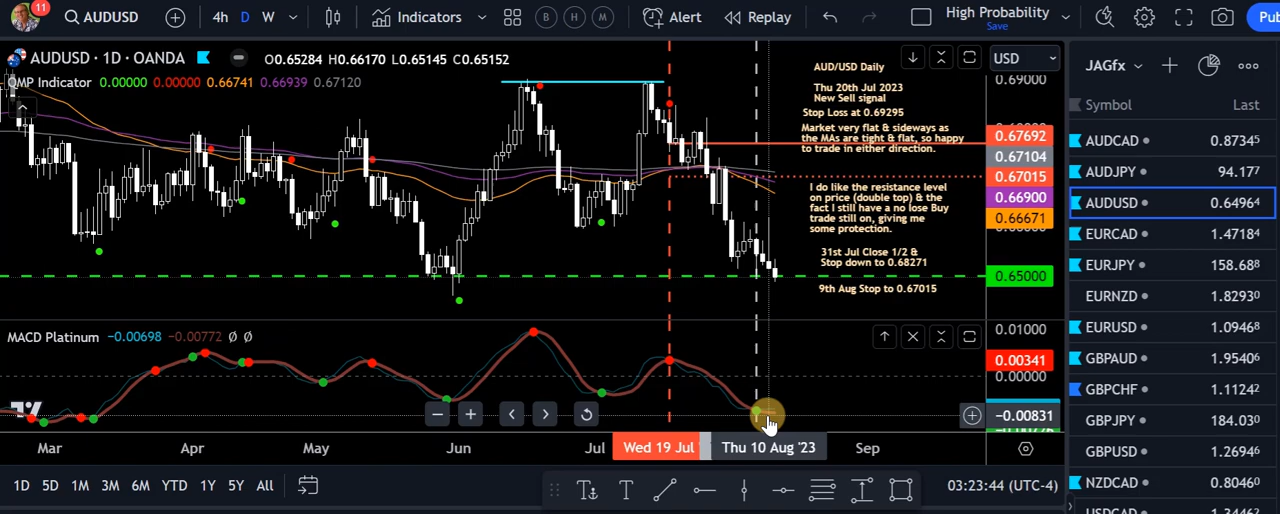 11
AUDUSD
4h
D
W
Indicators
B
H
M
Alert
Replay
High Probability
Save
AUDUSD · 1D · OANDA
O0.65284 H0.66170 L0.65145 C0.65152
USD
QMP Indicator 0.00000 0.00000 0.66741 0.66939 0.67120
0.69000
0.67692
0.67104
0.67015
0.66900
0.66671
0.65000
AUD/USD Daily
Thu 20th Jul 2023
New Sell signal
Stop Loss at 0.69295
Market very flat & sideways as
the MAs are tight & flat, so happy
to trade in either direction.
I do like the resistance level
on price (double top) & the
fact I still have a no lose Buy
trade still on, giving me
some protection.
31st Jul Close 1/2 &
Stop down to 0.68271
9th Aug Stop to 0.67015
MACD Platinum −0.00698 −0.00772 Ø Ø
0.01000
0.00341
0.00000
−0.00831
Mar
Apr
May
Jun
Jul
Wed 19 Jul
Thu 10 Aug '23
Sep
1D 5D 1M 3M 6M YTD 1Y 5Y All
03:23:44 (UTC-4)
JAGfx
Symbol Last
AUDCAD 0.87345
AUDJPY 94.177
AUDUSD 0.64964
EURCAD 1.47184
EURJPY 158.688
EURNZD 1.82930
EURUSD 1.09468
GBPAUD 1.95406
GBPCHF 1.11242
GBPJPY 184.030
GBPUSD 1.26946
NZDCAD 0.80460